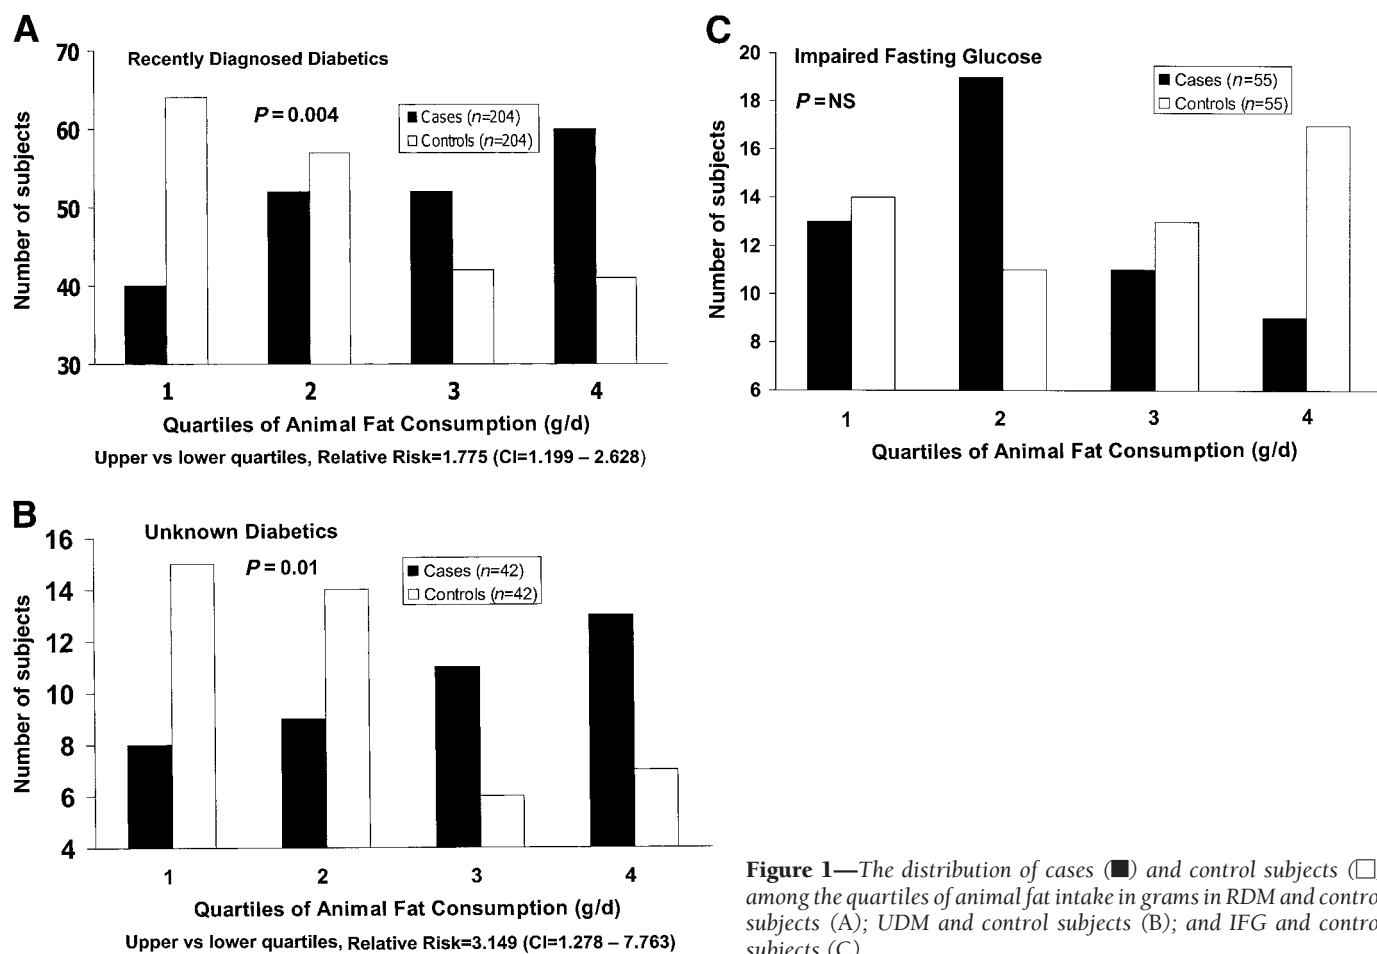 A
Recently Diagnosed Diabetics
P = 0.004
Cases (n=204)
Controls (n=204)
Number of subjects
70
60
50
40
30
1 2 3 4
Quartiles of Animal Fat Consumption (g/d)
Upper vs lower quartiles, Relative Risk=1.775 (CI=1.199 – 2.628)
B
Unknown Diabetics
P = 0.01
Cases (n=42)
Controls (n=42)
Number of subjects
16
14
12
10
8
6
4
1 2 3 4
Quartiles of Animal Fat Consumption (g/d)
Upper vs lower quartiles, Relative Risk=3.149 (CI=1.278 – 7.763)
C
Impaired Fasting Glucose
P=NS
Cases (n=55)
Controls (n=55)
Number of subjects
20
18
16
14
12
10
8
6
1 2 3 4
Quartiles of Animal Fat Consumption (g/d)
Figure 1—The distribution of cases (■) and control subjects (□)
among the quartiles of animal fat intake in grams in RDM and control
subjects (A); UDM and control subjects (B); and IFG and control
subjects (C)